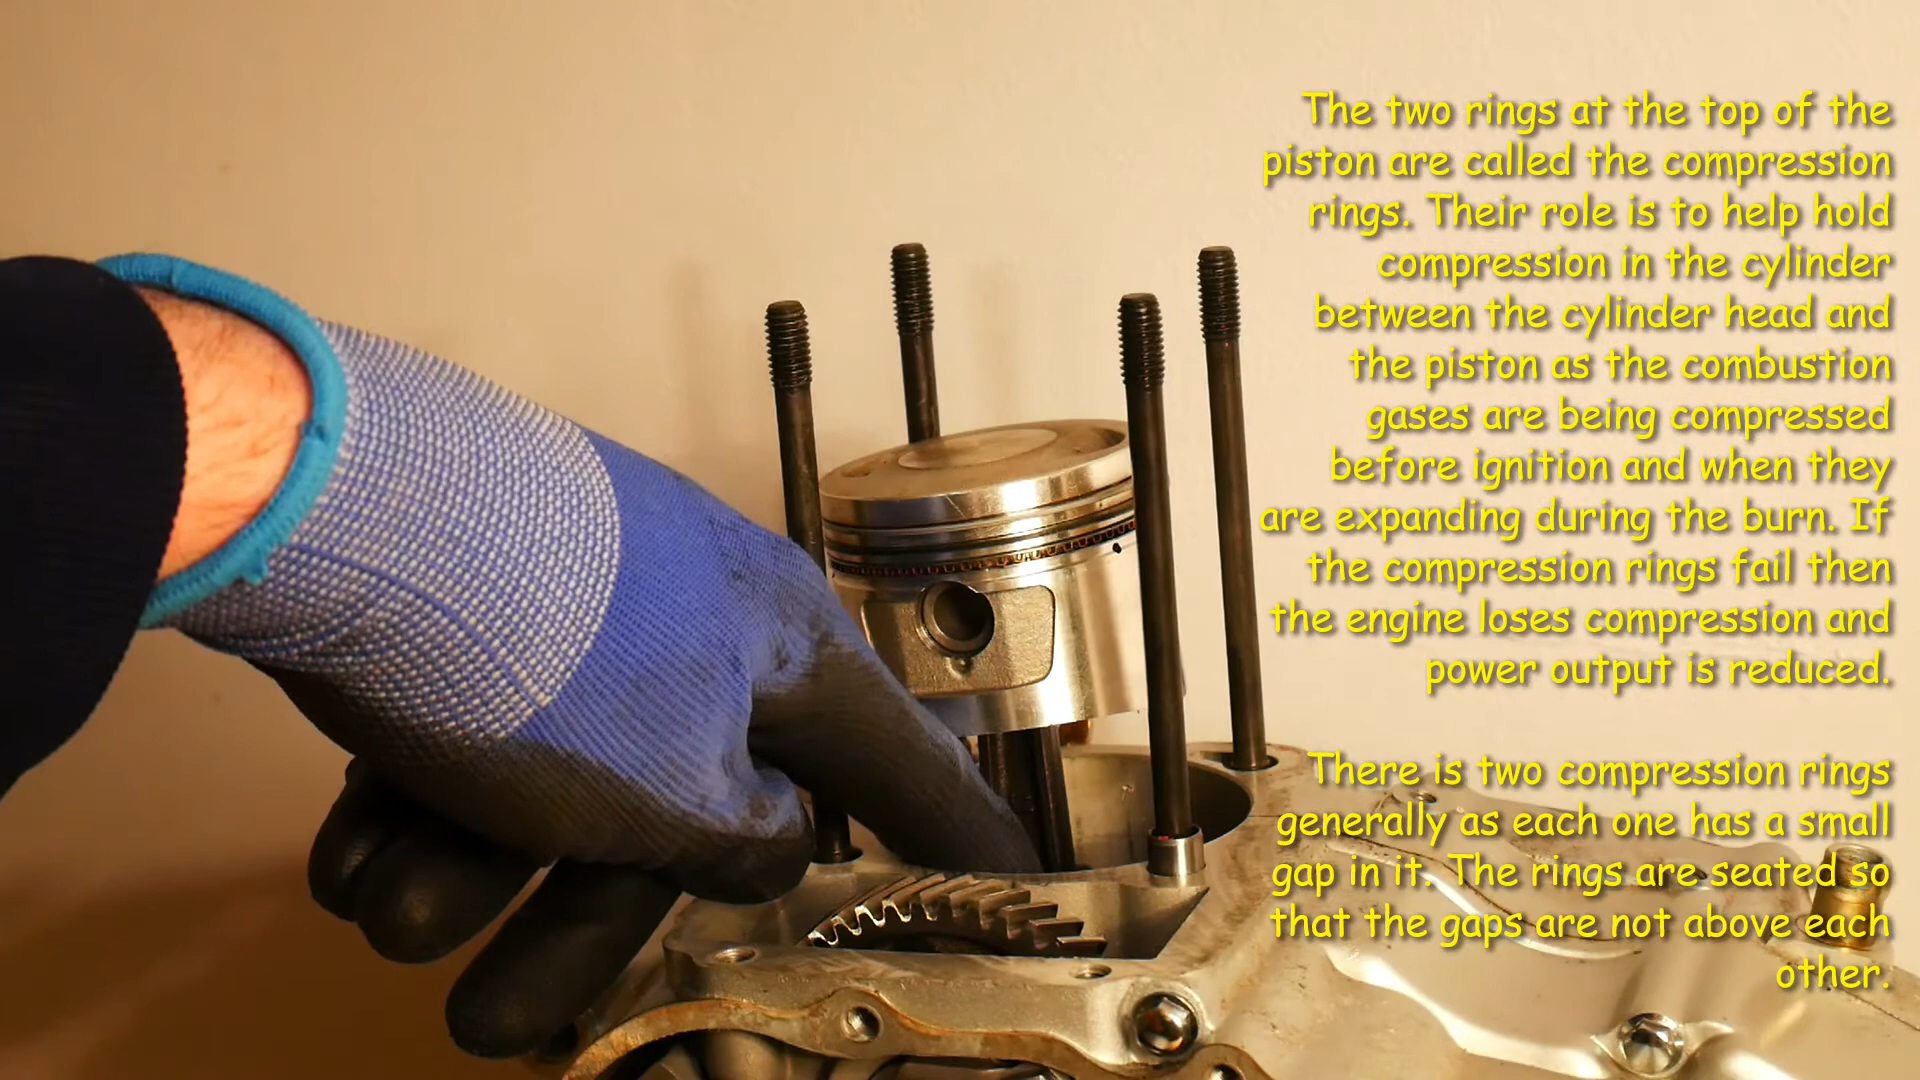 The two rings at the top of the
piston are called the compression
rings. Their role is to help hold
compression in the cylinder
between the cylinder head and
the piston as the combustion
gases are being compressed
before ignition and when they
are expanding during the burn. If
the compression rings fail then
the engine loses compression and
power output is reduced.
There is two compression rings
generally as each one has a small
gap in it. The rings are seated so
that the gaps are not above each
other.